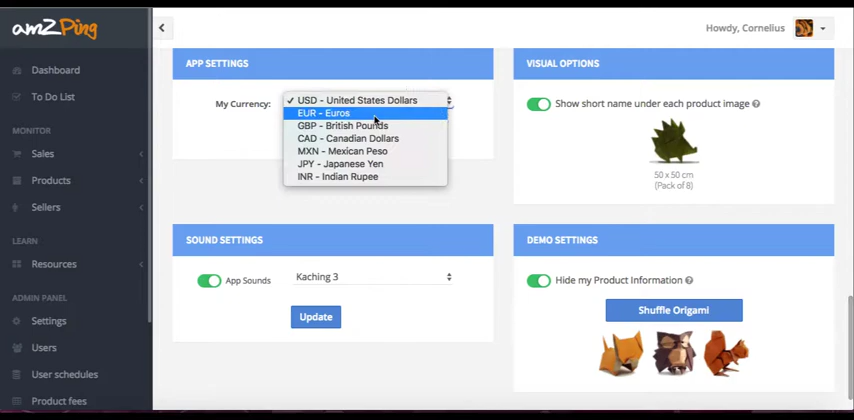 amzPing
Howdy, Cornelius
Dashboard
To Do List
MONITOR
Sales
Products
Sellers
LEARN
Resources
ADMIN PANEL
Settings
Users
User schedules
Product fees
APP SETTINGS
My Currency:
✓ USD - United States Dollars
EUR - Euros
GBP - British Pounds
CAD - Canadian Dollars
MXN - Mexican Peso
JPY - Japanese Yen
INR - Indian Rupee
VISUAL OPTIONS
Show short name under each product image
50 x 50 cm
(Pack of 8)
SOUND SETTINGS
App Sounds
Kaching 3
Update
DEMO SETTINGS
Hide my Product Information
Shuffle Origami